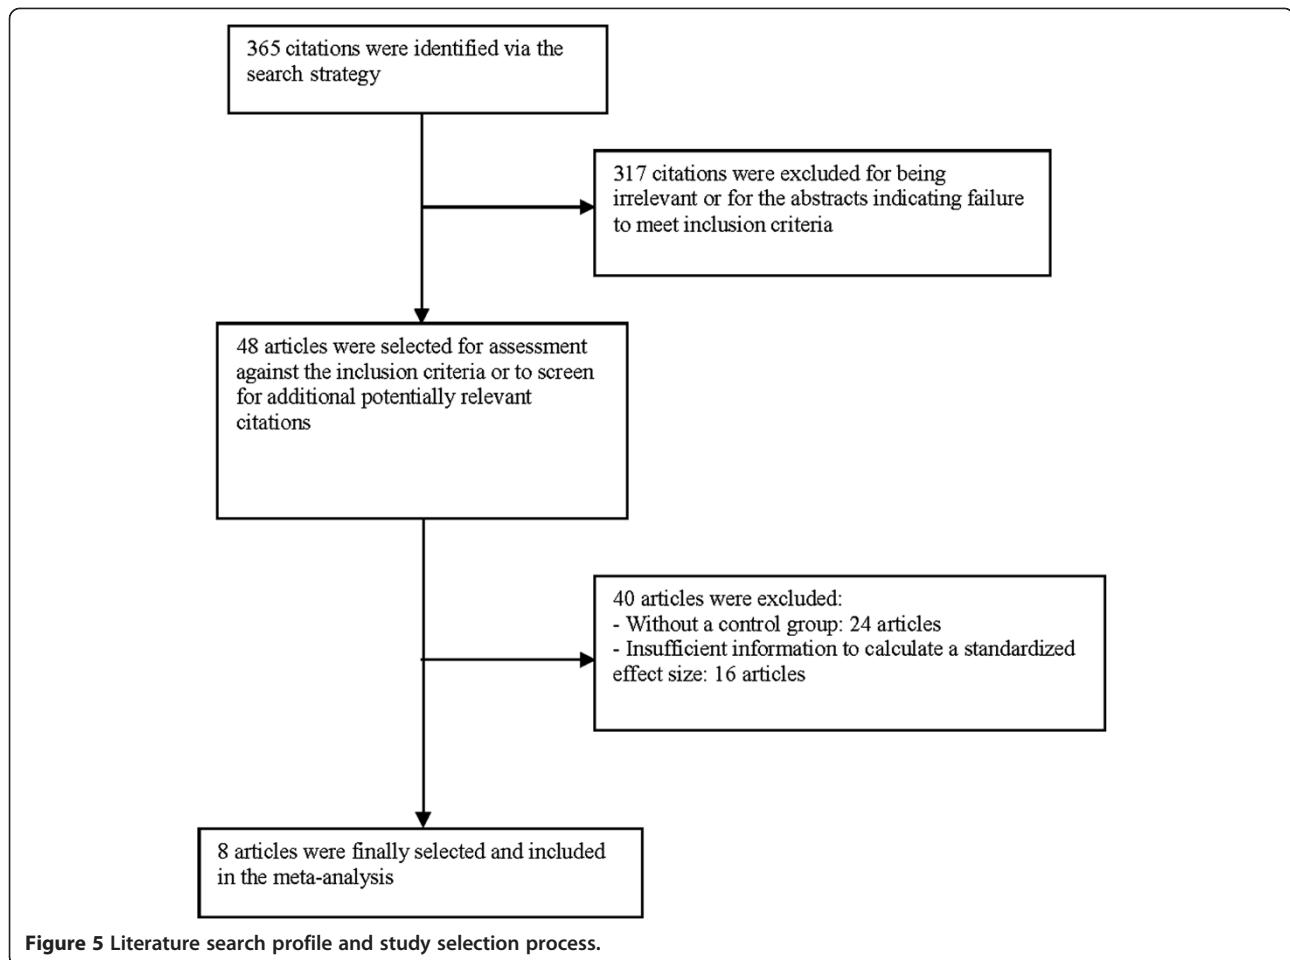 365 citations were identified via the
search strategy
317 citations were excluded for being
irrelevant or for the abstracts indicating failure
to meet inclusion criteria
48 articles were selected for assessment
against the inclusion criteria or to screen
for additional potentially relevant
citations
40 articles were excluded:
- Without a control group: 24 articles
- Insufficient information to calculate a standardized
effect size: 16 articles
8 articles were finally selected and included
in the meta-analysis
Figure 5 Literature search profile and study selection process.